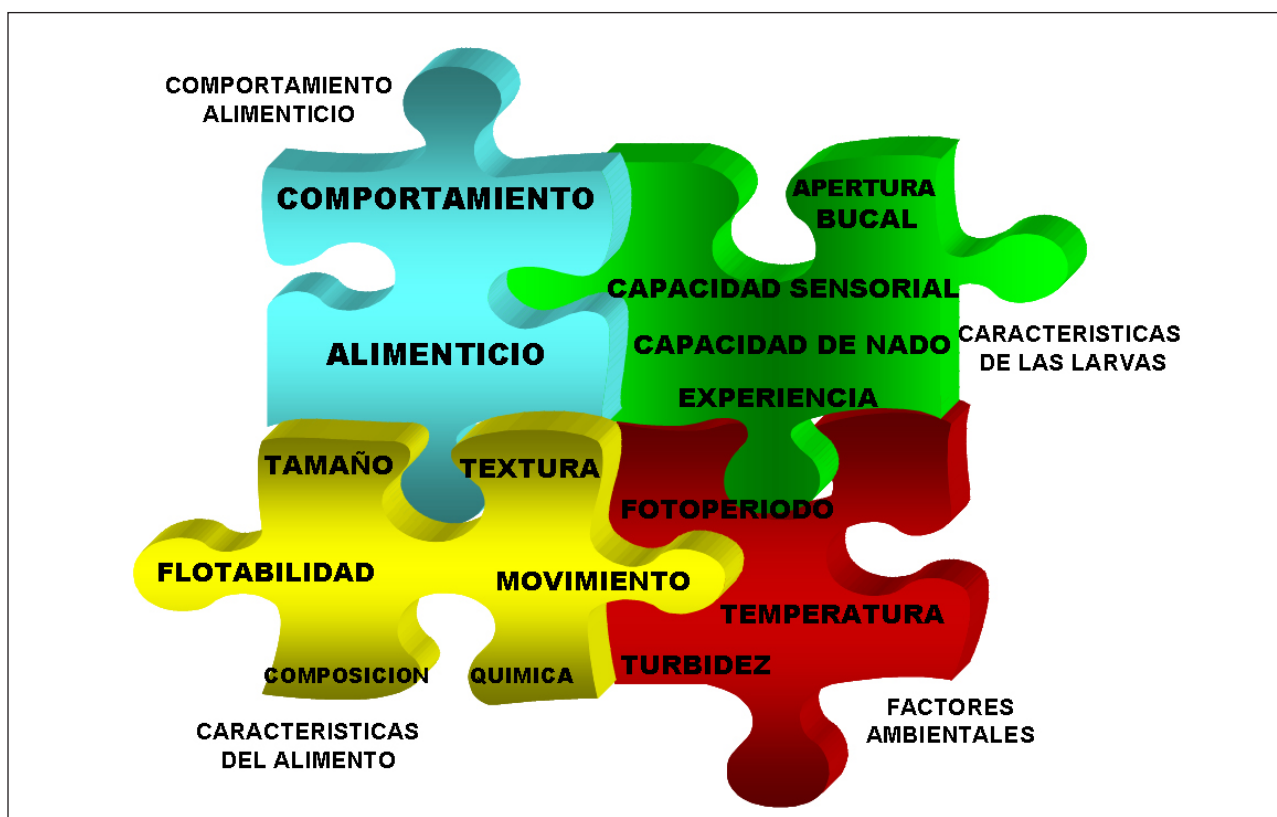 COMPORTAMIENTO
ALIMENTICIO
COMPORTAMIENTO
ALIMENTICIO
APERTURA
BUCAL
CAPACIDAD SENSORIAL
CAPACIDAD DE NADO
EXPERIENCIA
CARACTERISTICAS
DE LAS LARVAS
TAMAÑO TEXTURA
FLOTABILIDAD MOVIMIENTO
COMPOSICION QUIMICA
CARACTERISTICAS
DEL ALIMENTO
FOTOPERIODO
TEMPERATURA
TURBIDEZ
FACTORES
AMBIENTALES